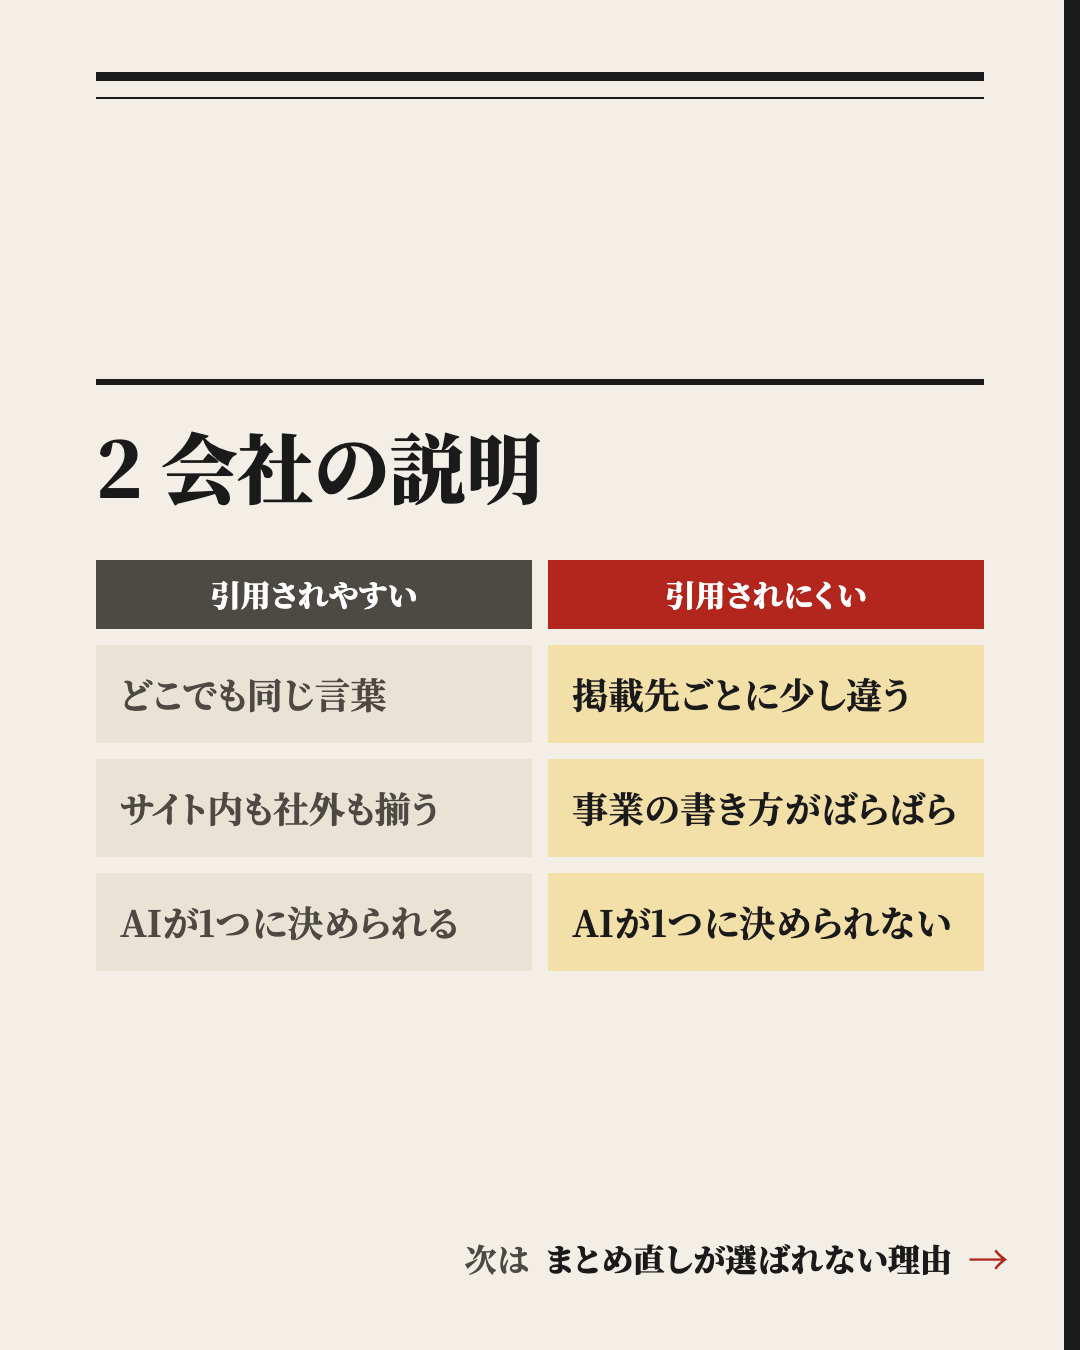 2 会社の説明
引用されやすい
引用されにくい
どこでも同じ言葉
掲載先ごとに少し違う
サイト内も社外も揃う
事業の書き方がばらばら
AIが1つに決められる
AIが1つに決められない
次は まとめ直しが選ばれない理由 →